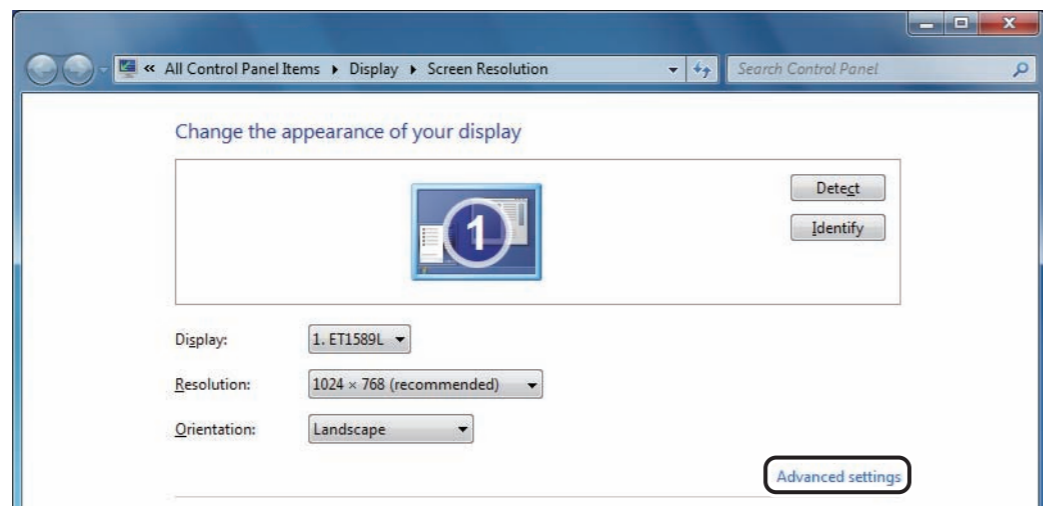 « All Control Panel Items ▸ Display ▸ Screen Resolution
Search Control Panel
Change the appearance of your display
1
Detect
Identify
Display: 1. ET1589L
Resolution: 1024 × 768 (recommended)
Orientation: Landscape
Advanced settings